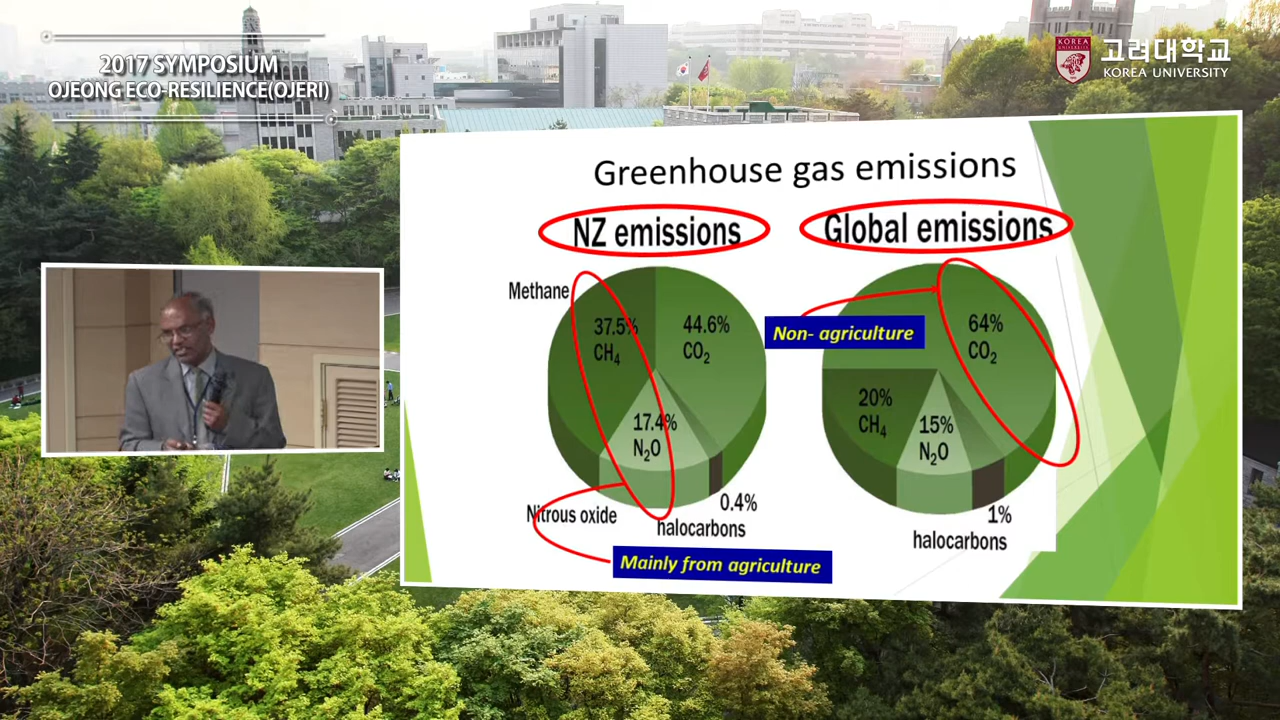 2017 SYMPOSIUM
OJEONG ECO-RESILIENCE(OJERI)
KOREA
UNIVERSITY
고려대학교
KOREA UNIVERSITY
Greenhouse gas emissions
NZ emissions
Global emissions
Methane
37.5%
CH₄
44.6%
CO₂
17.4%
N₂O
Nitrous oxide
0.4%
halocarbons
Mainly from agriculture
Non- agriculture
64%
CO₂
20%
CH₄
15%
N₂O
1%
halocarbons